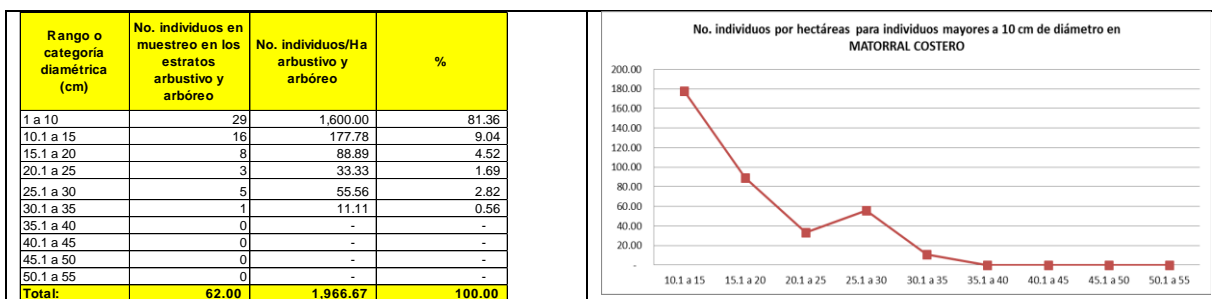 Rango o categoría diamétrica (cm) No. individuos en muestreo en los estratos arbustivo y arbóreo No. individuos/Ha arbustivo y arbóreo %
1 a 10 29 1,600.00 81.36
10.1 a 15 16 177.78 9.04
15.1 a 20 8 88.89 4.52
20.1 a 25 3 33.33 1.69
25.1 a 30 5 55.56 2.82
30.1 a 35 1 11.11 0.56
35.1 a 40 0 - -
40.1 a 45 0 - -
45.1 a 50 0 - -
50.1 a 55 0 - -
Total: 62.00 1,966.67 100.00
No. individuos por hectáreas para individuos mayores a 10 cm de diámetro en
MATORRAL COSTERO
200.00
180.00
160.00
140.00
120.00
100.00
80.00
60.00
40.00
20.00
-
10.1 a 15 15.1 a 20 20.1 a 25 25.1 a 30 30.1 a 35 35.1 a 40 40.1 a 45 45.1 a 50 50.1 a 55